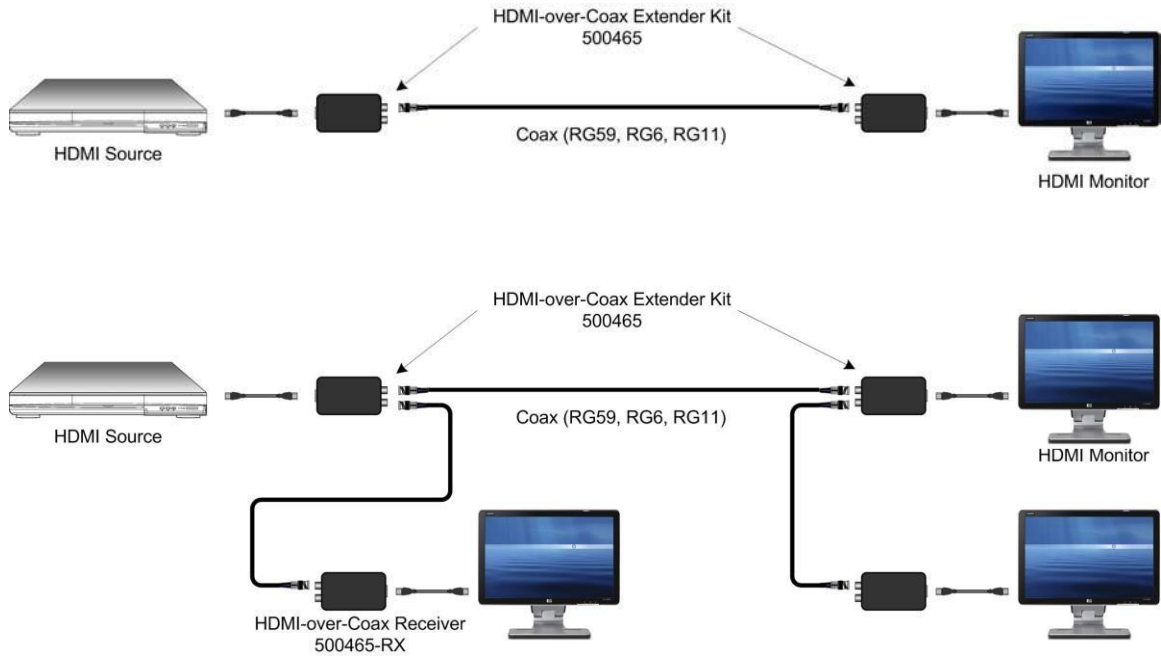 HDMI-over-Coax Extender Kit
500465
Coax (RG59, RG6, RG11)
HDMI Source
HDMI Monitor
HDMI-over-Coax Extender Kit
500465
Coax (RG59, RG6, RG11)
HDMI Source
HDMI Monitor
HDMI-over-Coax Receiver
500465-RX